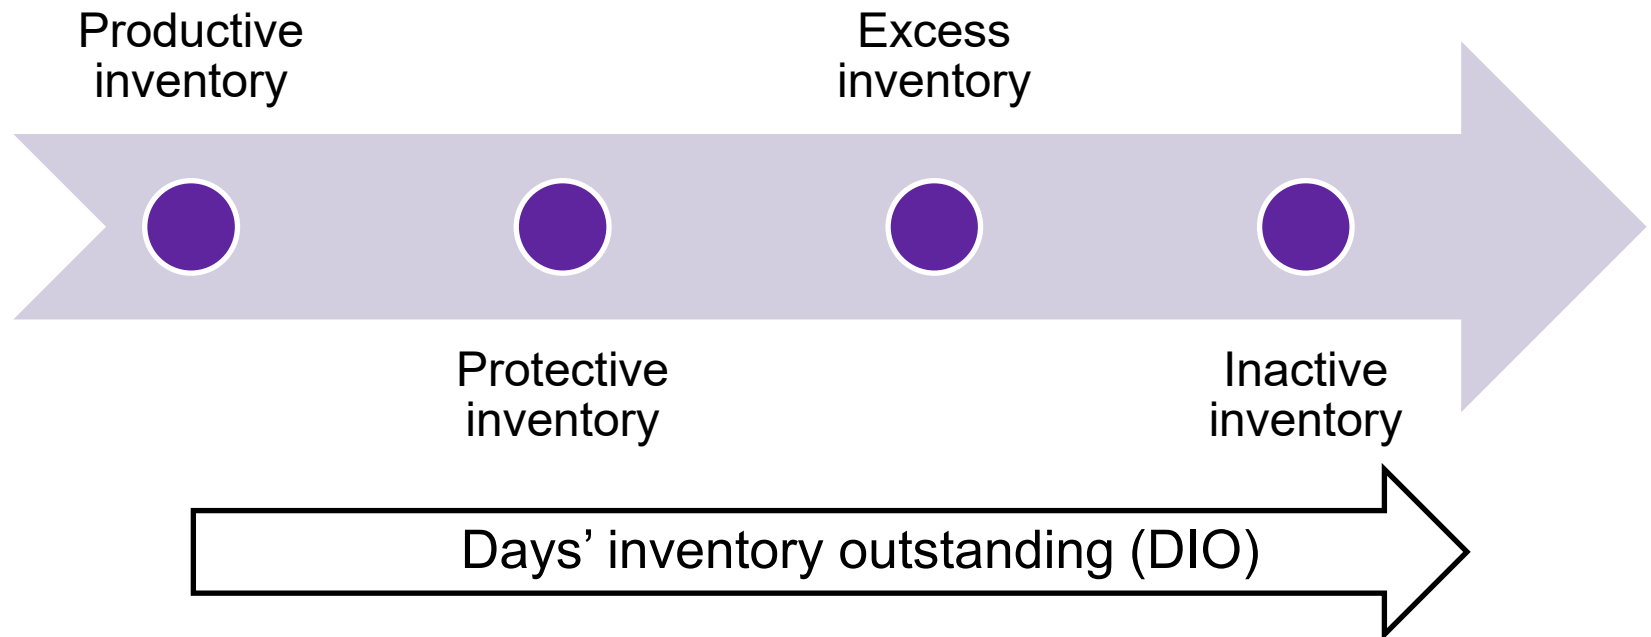 Productive
inventory
Excess
inventory
Protective
inventory
Inactive
inventory
Days’ inventory outstanding (DIO)